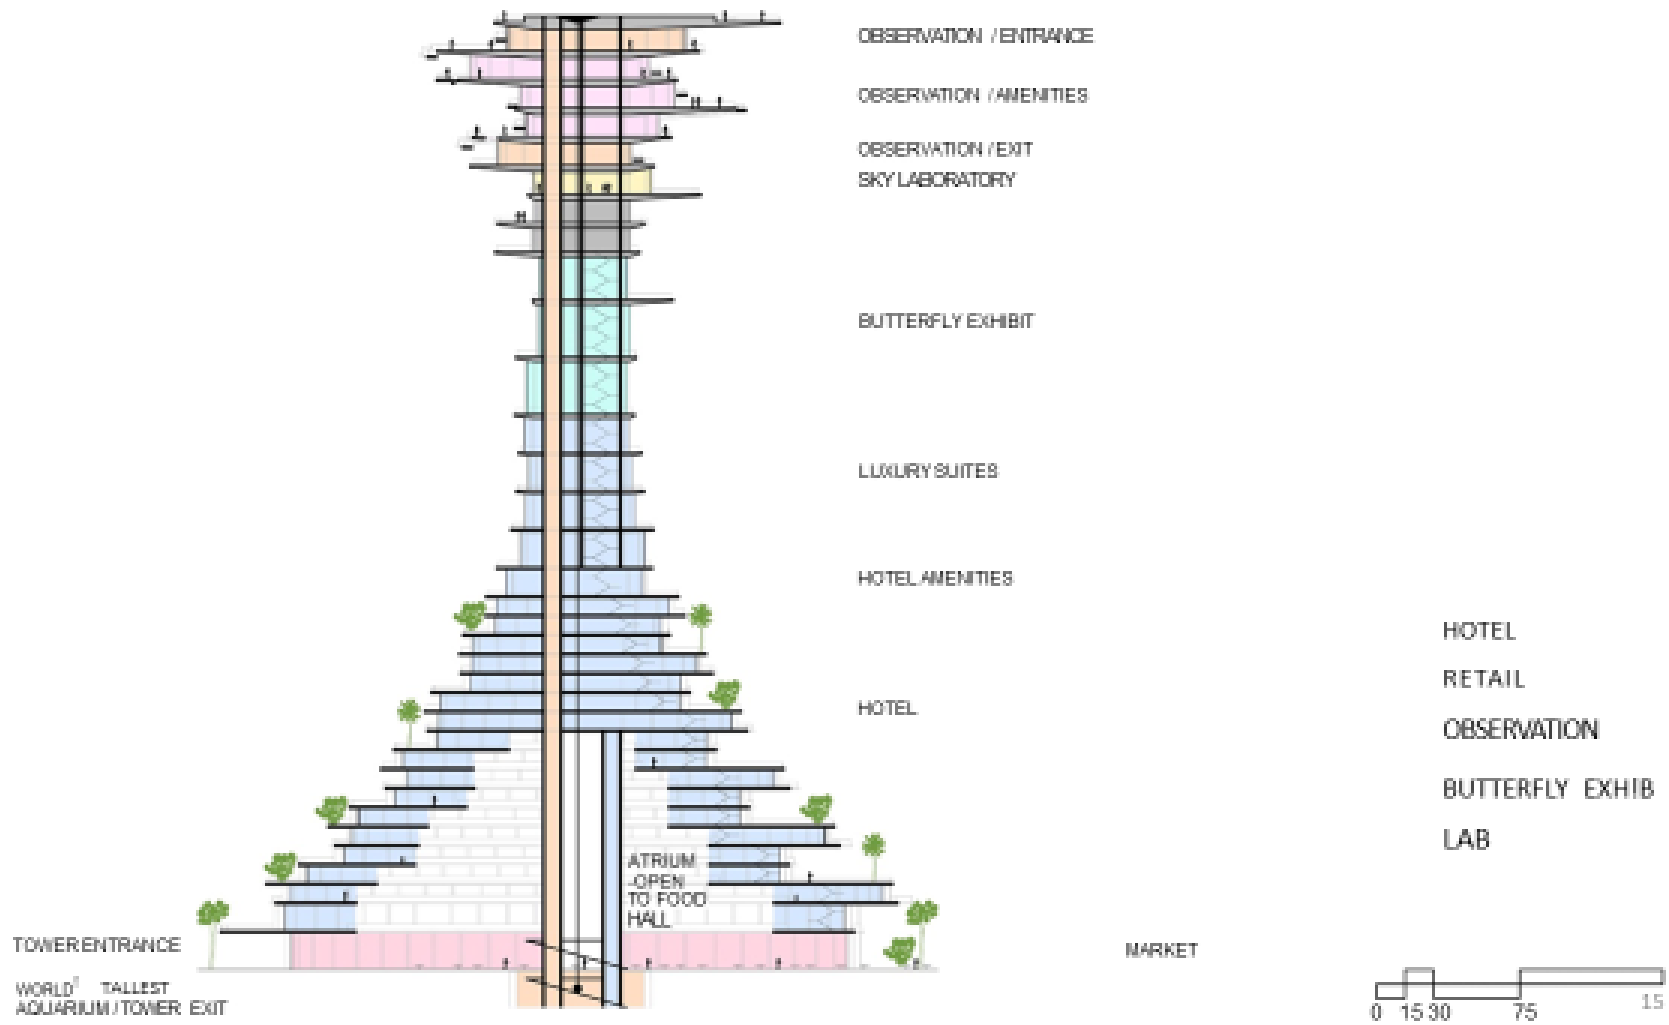 OBSERVATION / ENTRANCE
OBSERVATION / AMENITIES
OBSERVATION / EXIT
SKY LABORATORY
BUTTERFLY EXHIBIT
LUXURY SUITES
HOTEL AMENITIES
HOTEL
ATRIUM
-OPEN
TO FOOD
HALL
TOWER ENTRANCE
WORLD' TALLEST
AQUARIUM / TOWER EXIT
MARKET
HOTEL
RETAIL
OBSERVATION
BUTTERFLY EXHIB
LAB
0 15 30 75 15